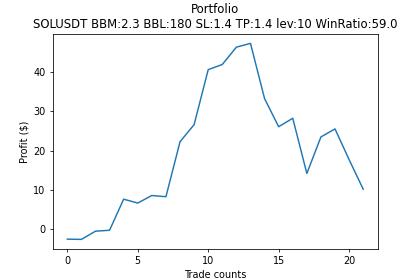 Portfolio
SOLUSDT BBM:2.3 BBL:180 SL:1.4 TP:1.4 lev:10 WinRatio:59.0
40
30
20
10
0
Profit ($)
0 5 10 15 20
Trade counts